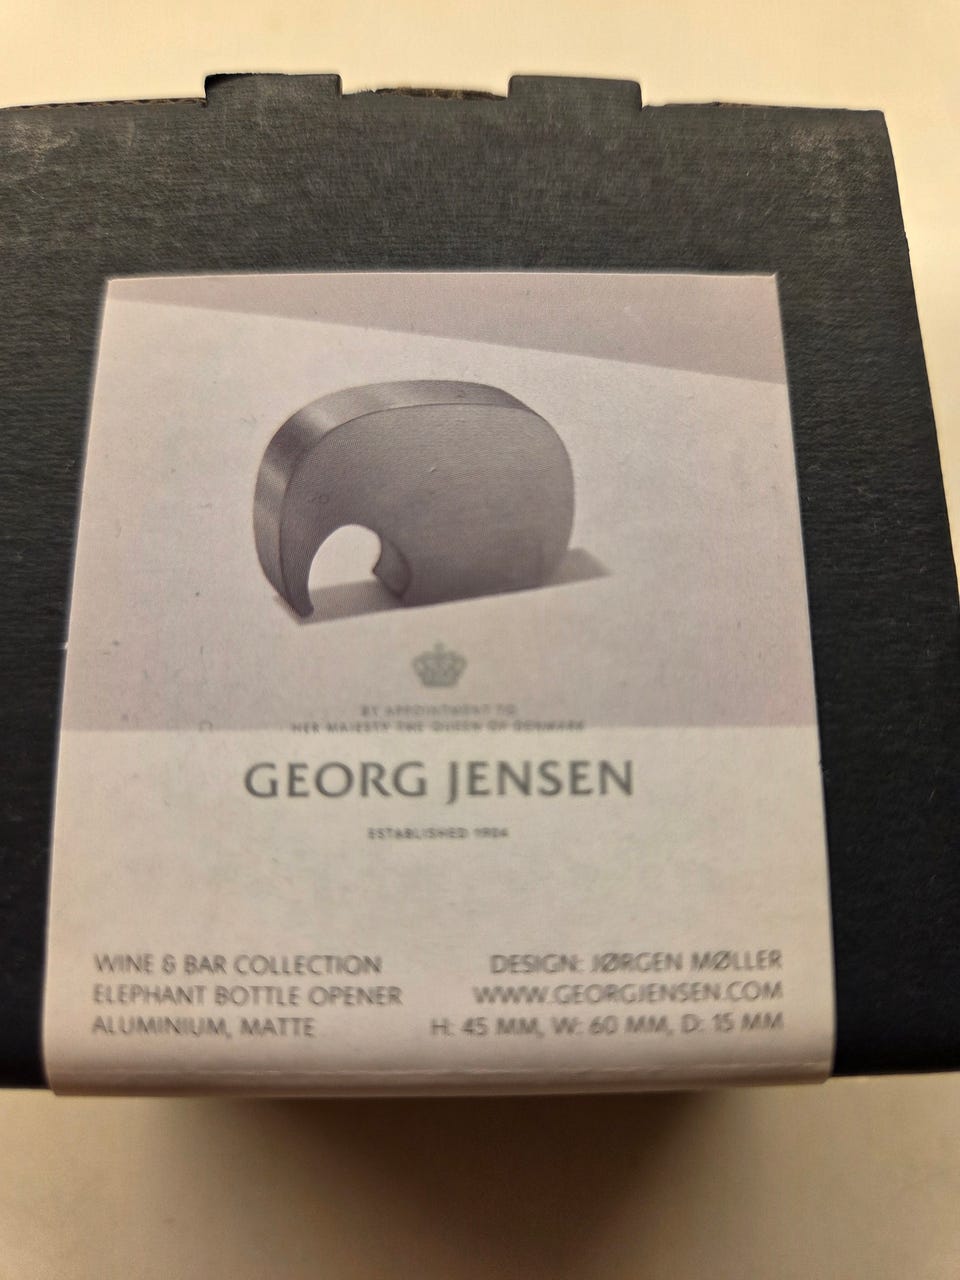 BY APPOINTMENT TO
HER MAJESTY THE QUEEN OF DENMARK
GEORG JENSEN
ESTABLISHED 1904
WINE & BAR COLLECTION
ELEPHANT BOTTLE OPENER
ALUMINIUM, MATTE
DESIGN: JØRGEN MØLLER
WWW.GEORGJENSEN.COM
H: 45 MM, W: 60 MM, D: 15 MM